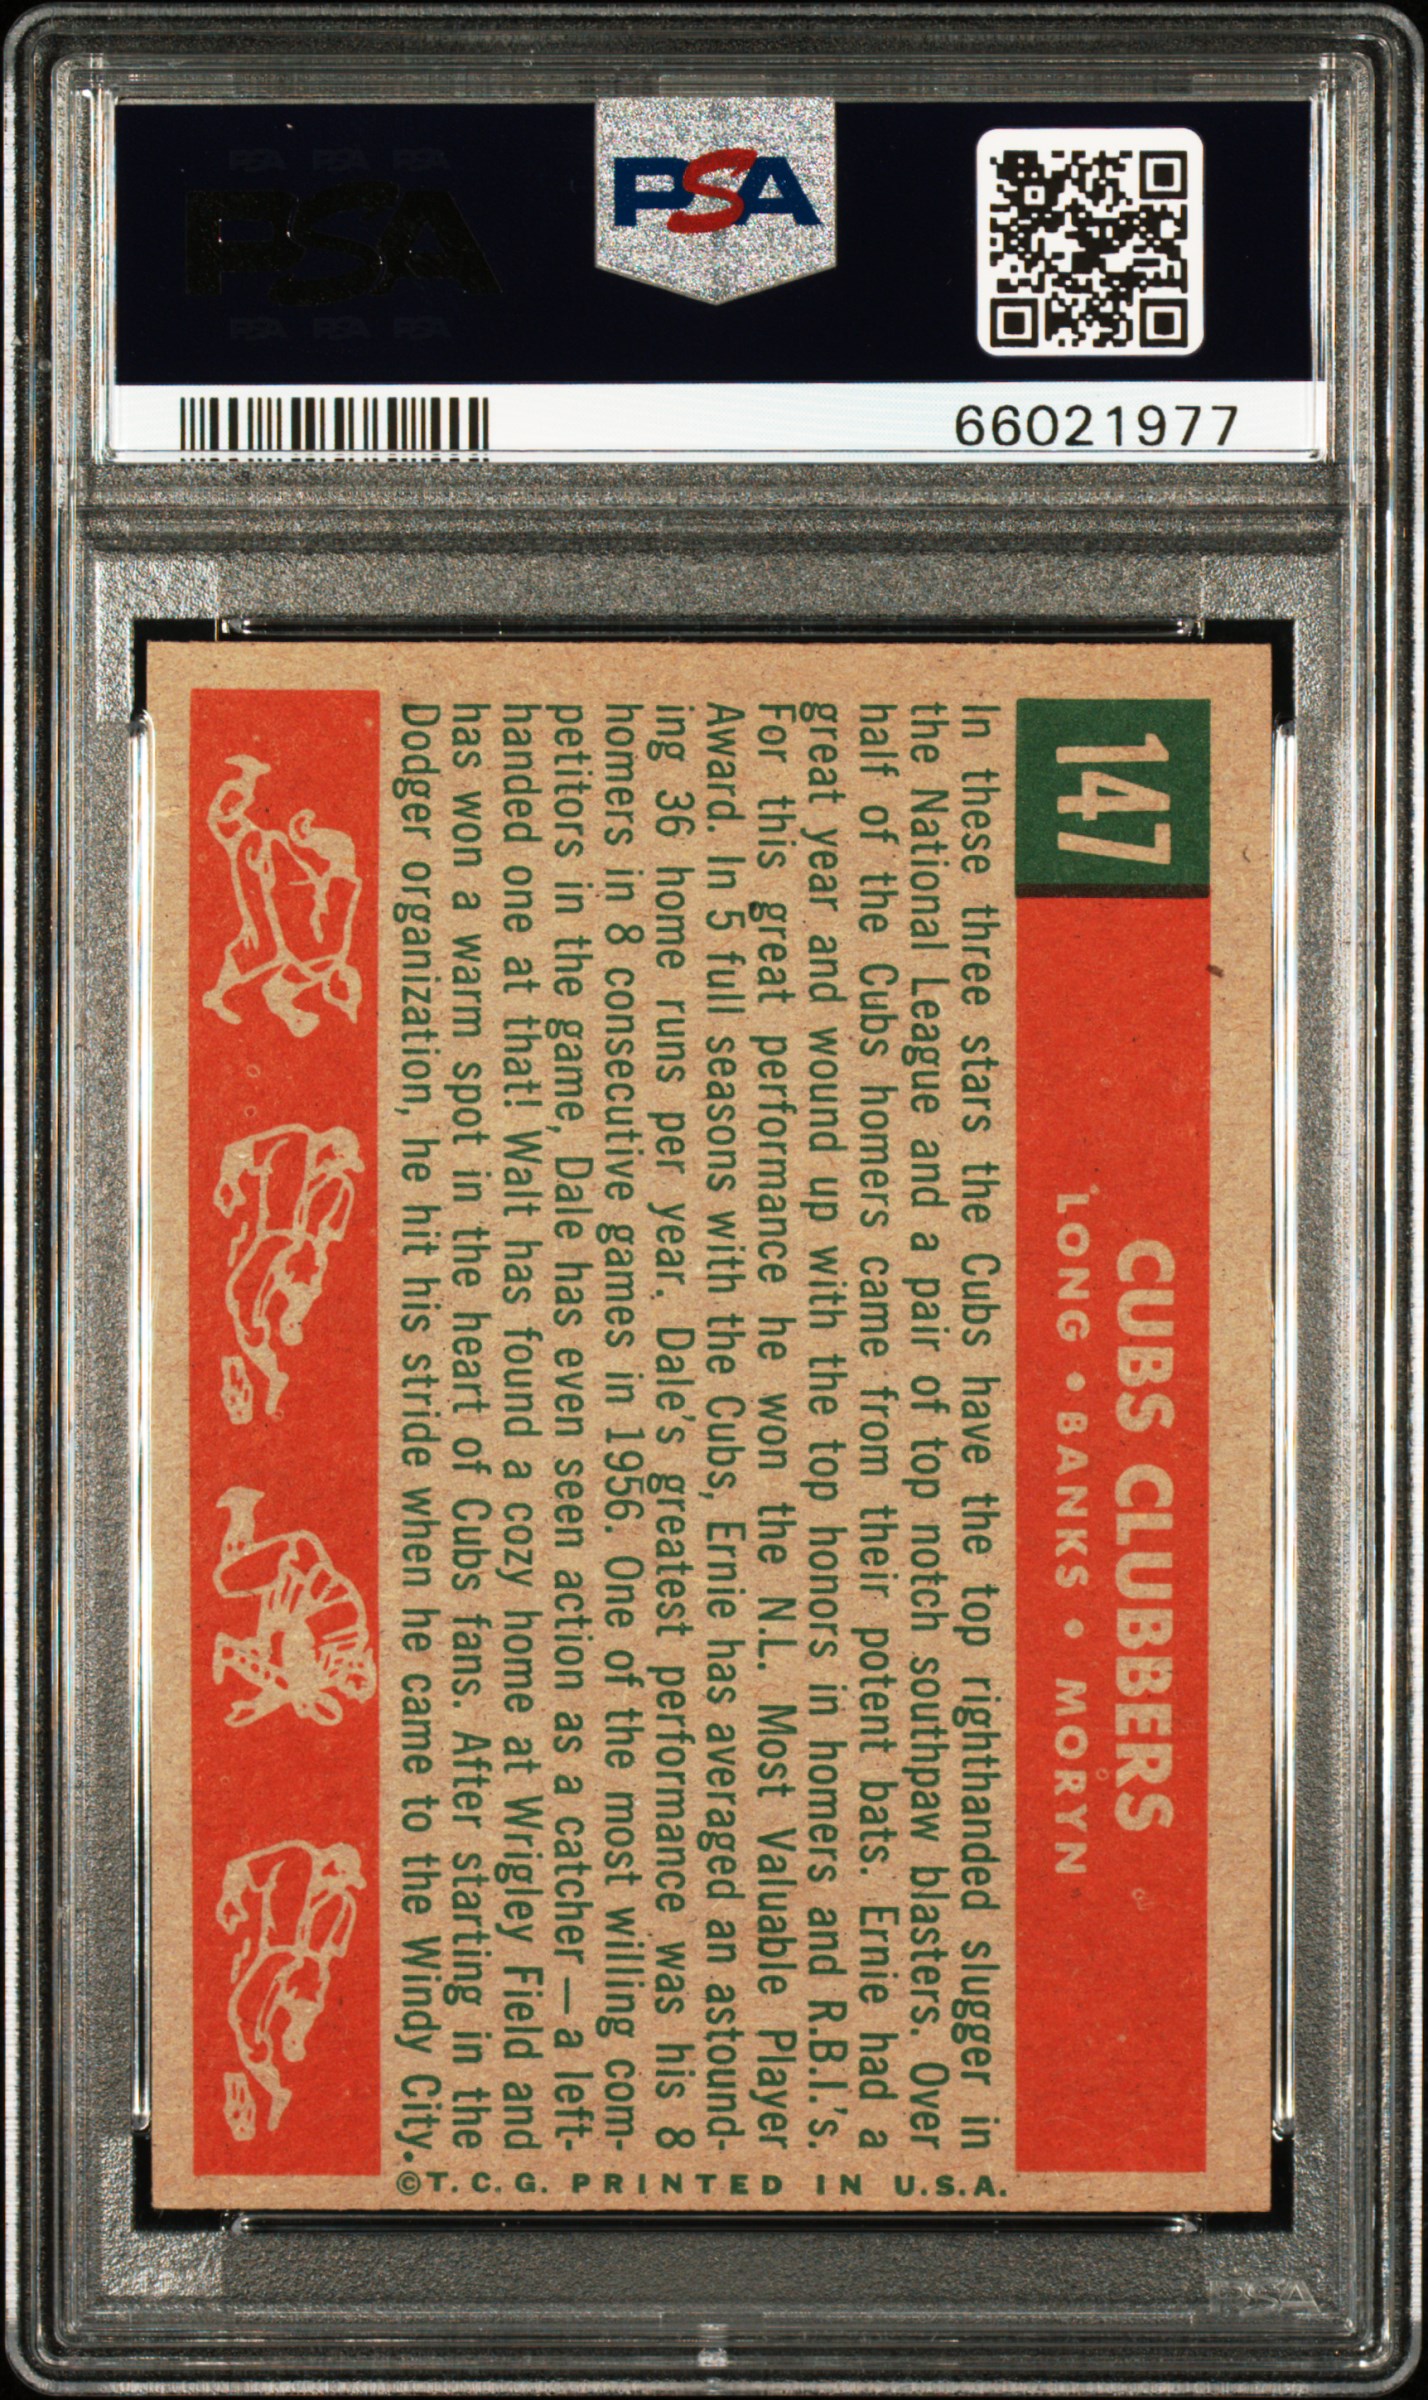 PSA PSA PSA
PSA
PSA PSA PSA
PSA
66021977
147
CUBS CLUBBERS
LONG • BANKS • MORYN
In these three stars the Cubs have the top righthanded slugger in
the National League and a pair of top notch southpaw blasters. Over
half of the Cubs homers came from their potent bats. Ernie had a
great year and wound up with the top honors in homers and R.B.I.'s.
For this great performance he won the N.L. Most Valuable Player
Award. In 5 full seasons with the Cubs, Ernie has averaged an astound-
ing 36 home runs per year. Dale's greatest performance was his 8
homers in 8 consecutive games in 1956. One of the most willing com-
petitors in the game, Dale has even seen action as a catcher—a left-
handed one at that! Walt has found a cozy home at Wrigley Field and
has won a warm spot in the heart of Cubs fans. After starting in the
Dodger organization, he hit his stride when he came to the Windy City.
©T. C. G. PRINTED IN U.S.A.
PSA